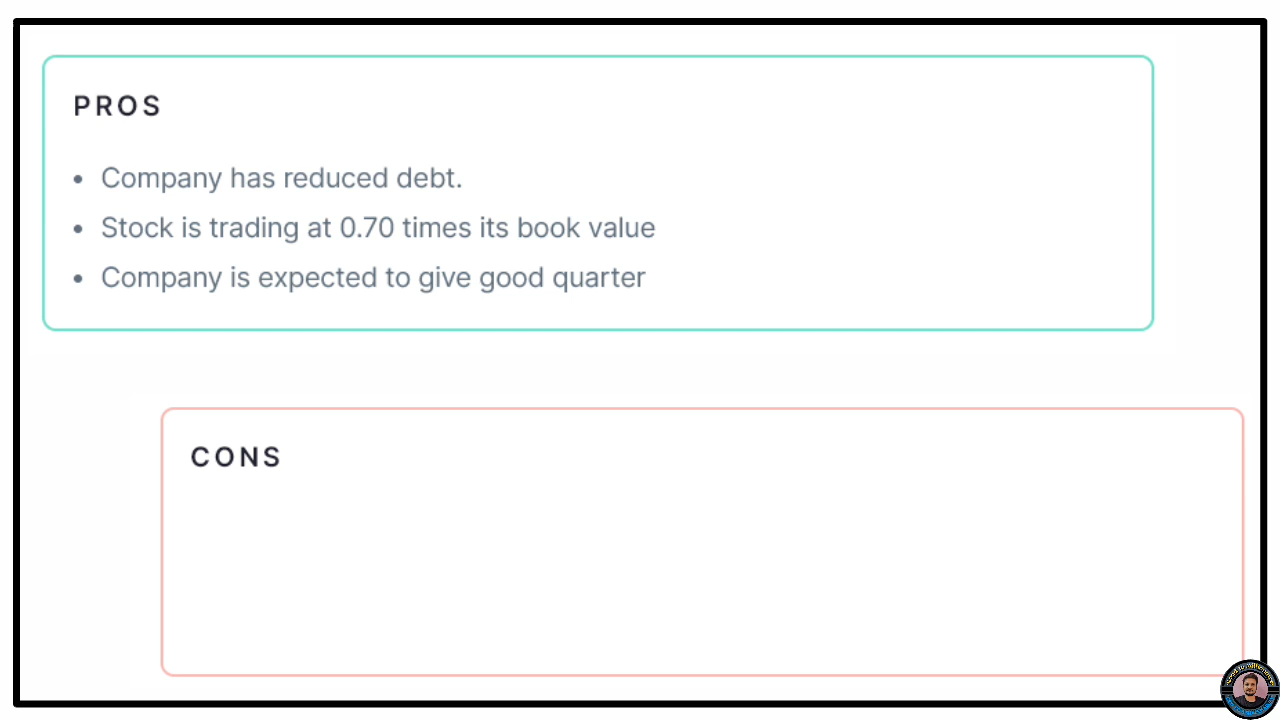 PROS
• Company has reduced debt.
• Stock is trading at 0.70 times its book value
• Company is expected to give good quarter
CONS